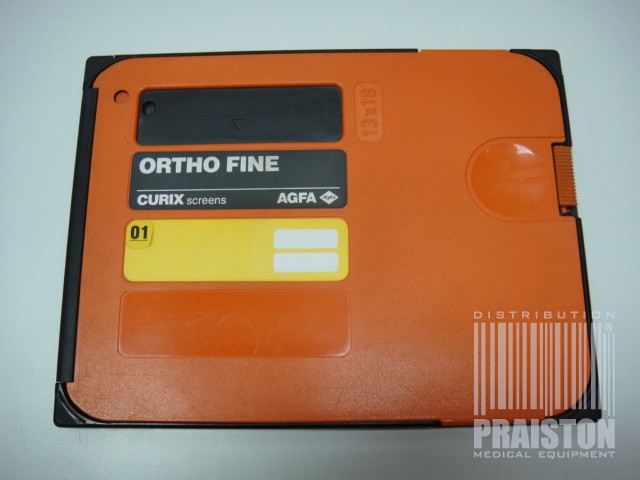 13x18
ORTHO FINE
CURIX screens AGFA
01
DISTRIBUTION
®
PRAISTON
MEDICAL EQUIPMENT